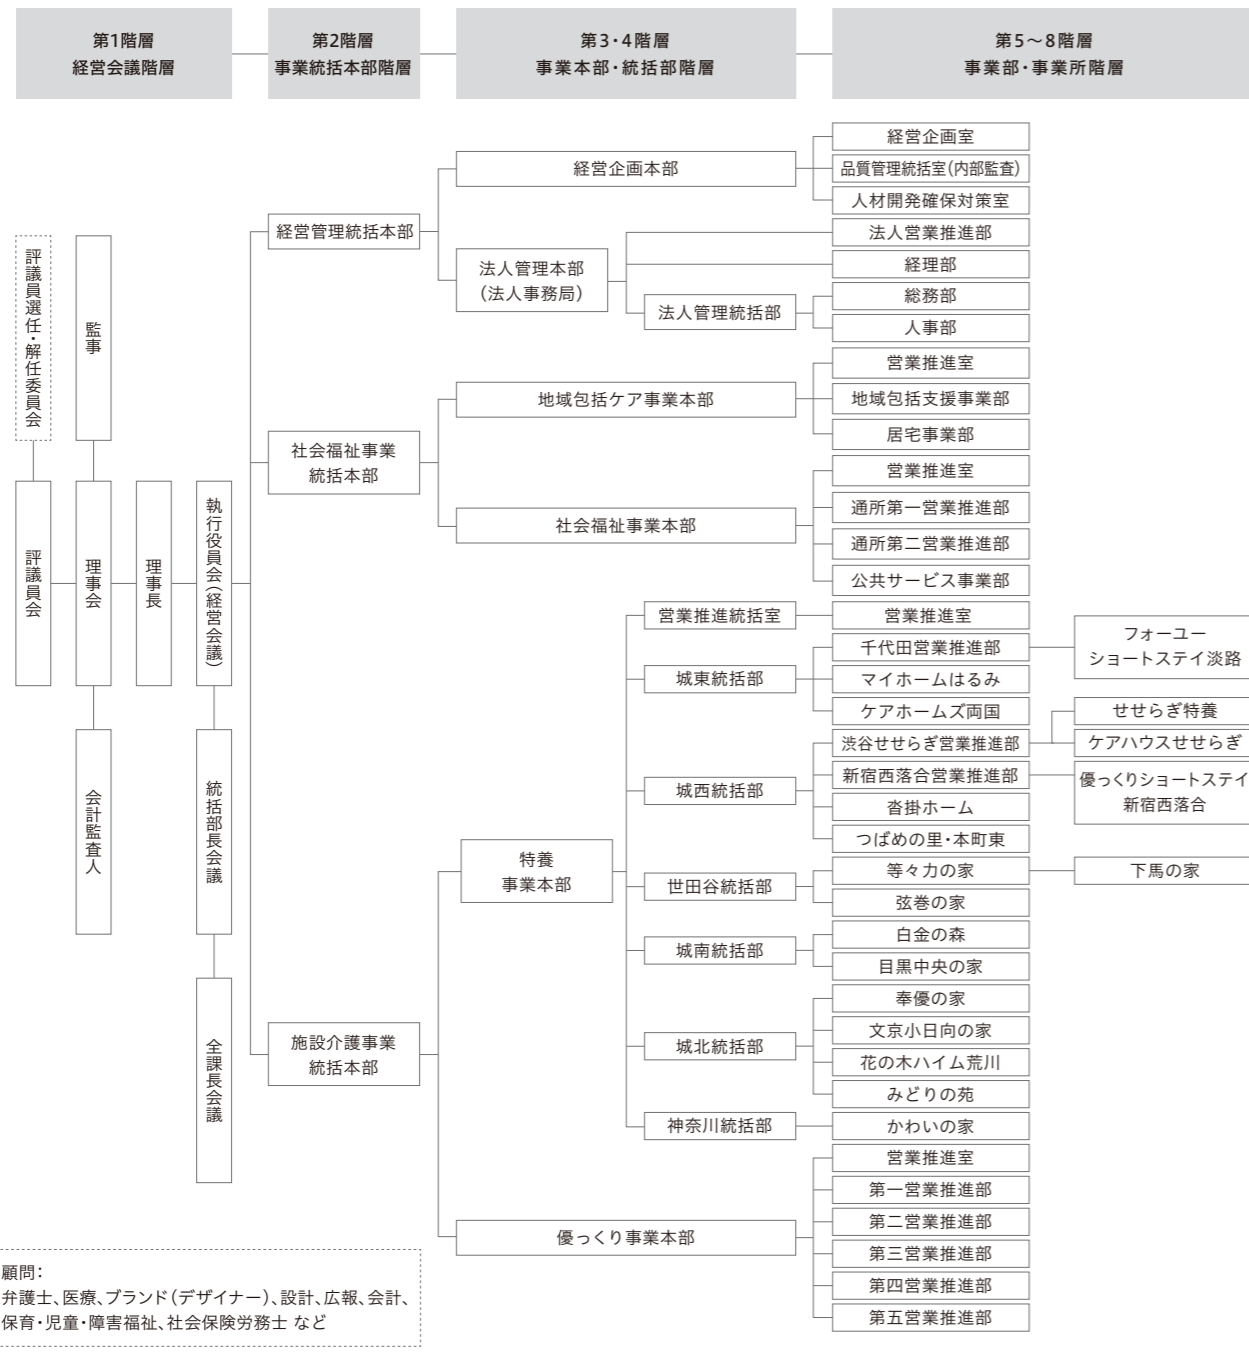 第1階層
経営会議階層
第2階層
事業統括本部階層
第3・4階層
事業本部・統括部階層
第5～8階層
事業部・事業所階層
評議員選任・解任委員会
監事
評議員会
理事会
理事長
執行役員会(経営会議)
会計監査人
統括部長会議
全課長会議
経営管理統括本部
経営企画本部
経営企画室
品質管理統括室(内部監査)
人材開発確保対策室
法人管理本部
(法人事務局)
法人営業推進部
経理部
法人管理統括部
総務部
人事部
社会福祉事業
統括本部
地域包括ケア事業本部
営業推進室
地域包括支援事業部
居宅事業部
社会福祉事業本部
営業推進室
通所第一営業推進部
通所第二営業推進部
公共サービス事業部
施設介護事業
統括本部
特養
事業本部
営業推進統括室
営業推進室
城東統括部
千代田営業推進部
フォーユー
ショートステイ淡路
マイホームはるみ
ケアホームズ両国
城西統括部
渋谷せせらぎ営業推進部
せせらぎ特養
ケアハウスせせらぎ
新宿西落合営業推進部
優っくりショートステイ
新宿西落合
沓掛ホーム
つばめの里・本町東
世田谷統括部
等々力の家
下馬の家
弦巻の家
城南統括部
白金の森
目黒中央の家
城北統括部
奉優の家
文京小日向の家
花の木ハイム荒川
みどりの苑
神奈川統括部
かわいの家
優っくり事業本部
営業推進室
第一営業推進部
第二営業推進部
第三営業推進部
第四営業推進部
第五営業推進部
顧問:
弁護士、医療、ブランド(デザイナー)、設計、広報、会計、
保育・児童・障害福祉、社会保険労務士 など